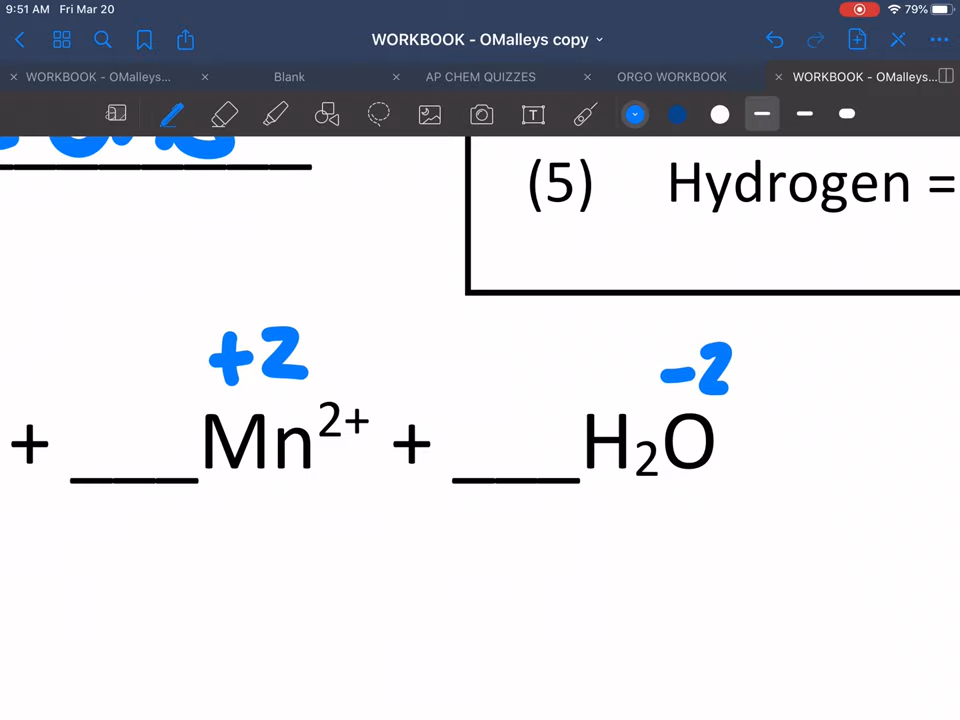 9:51 AM Fri Mar 20 79%
WORKBOOK - OMalleys copy
WORKBOOK - OMalleys... Blank AP CHEM QUIZZES ORGO WORKBOOK WORKBOOK - OMalleys...
(5) Hydrogen =
+2 -2
+ ___Mn²⁺ + ___H₂O